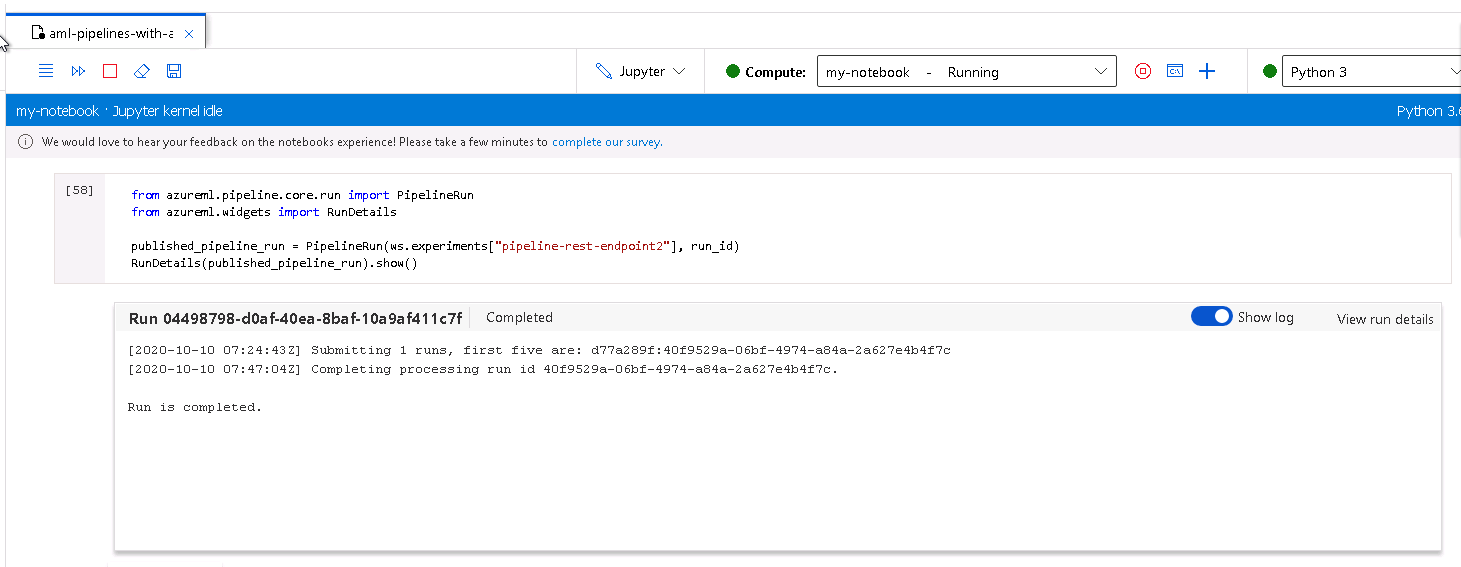 aml-pipelines-with-a
Jupyter
Compute:
my-notebook - Running
Python 3
my-notebook · Jupyter kernel idle
Python 3.6
We would love to hear your feedback on the notebooks experience! Please take a few minutes to complete our survey.
[58]
from azureml.pipeline.core.run import PipelineRun
from azureml.widgets import RunDetails
published_pipeline_run = PipelineRun(ws.experiments["pipeline-rest-endpoint2"], run_id)
RunDetails(published_pipeline_run).show()
Run 04498798-d0af-40ea-8baf-10a9af411c7f
Completed
Show log
View run details
[2020-10-10 07:24:43Z] Submitting 1 runs, first five are: d77a289f:40f9529a-06bf-4974-a84a-2a627e4b4f7c
[2020-10-10 07:47:04Z] Completing processing run id 40f9529a-06bf-4974-a84a-2a627e4b4f7c.
Run is completed.